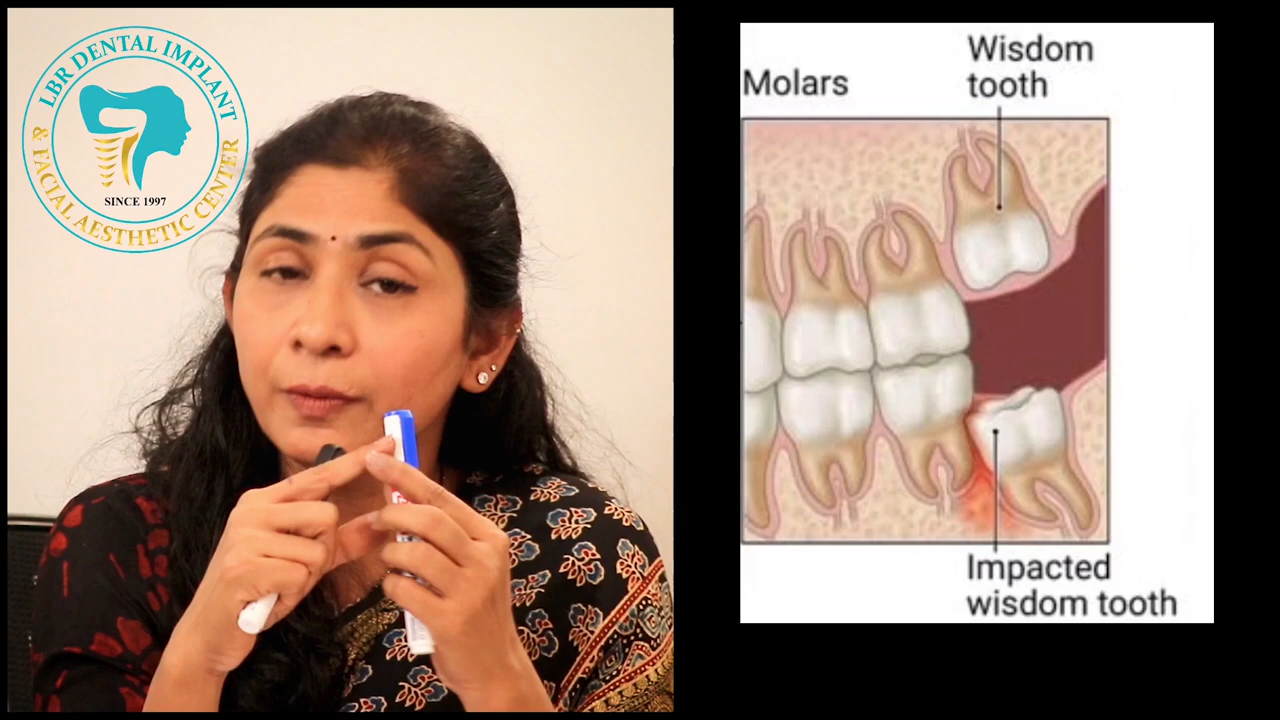 LBR DENTAL IMPLANT
& FACIAL AESTHETIC CENTER
SINCE 1997
Molars
Wisdom
tooth
Impacted
wisdom tooth